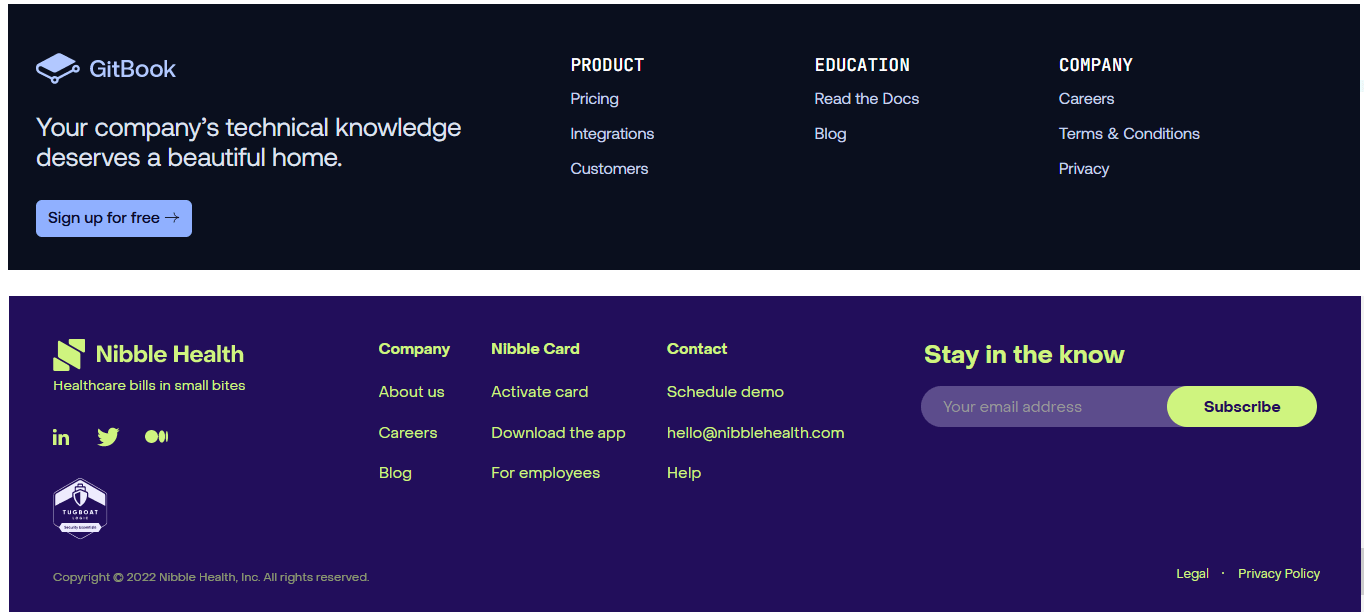 GitBook
Your company's technical knowledge
deserves a beautiful home.
Sign up for free →
PRODUCT
Pricing
Integrations
Customers
EDUCATION
Read the Docs
Blog
COMPANY
Careers
Terms & Conditions
Privacy
Nibble Health
Healthcare bills in small bites
in
TUGBOAT
LOGIC
Security Essentials
Company
About us
Careers
Blog
Nibble Card
Activate card
Download the app
For employees
Contact
Schedule demo
hello@nibblehealth.com
Help
Stay in the know
Your email address
Subscribe
Copyright © 2022 Nibble Health, Inc. All rights reserved.
Legal · Privacy Policy